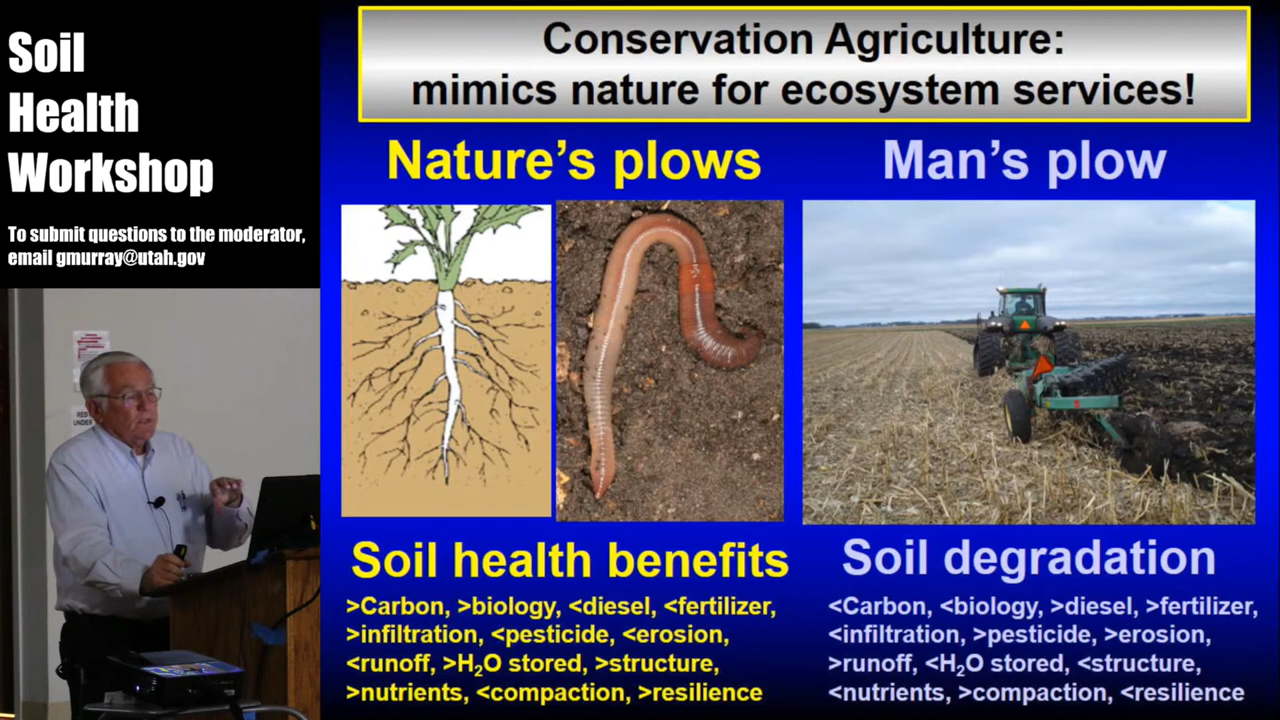 Soil
Health
Workshop
To submit questions to the moderator,
email gmurray@utah.gov
Conservation Agriculture:
mimics nature for ecosystem services!
Nature's plows
Man's plow
Soil health benefits
>Carbon, >biology, <diesel, <fertilizer,
>infiltration, <pesticide, <erosion,
<runoff, >H₂O stored, >structure,
>nutrients, <compaction, >resilience
Soil degradation
<Carbon, <biology, >diesel, >fertilizer,
<infiltration, >pesticide, >erosion,
>runoff, <H₂O stored, <structure,
<nutrients, >compaction, <resilience